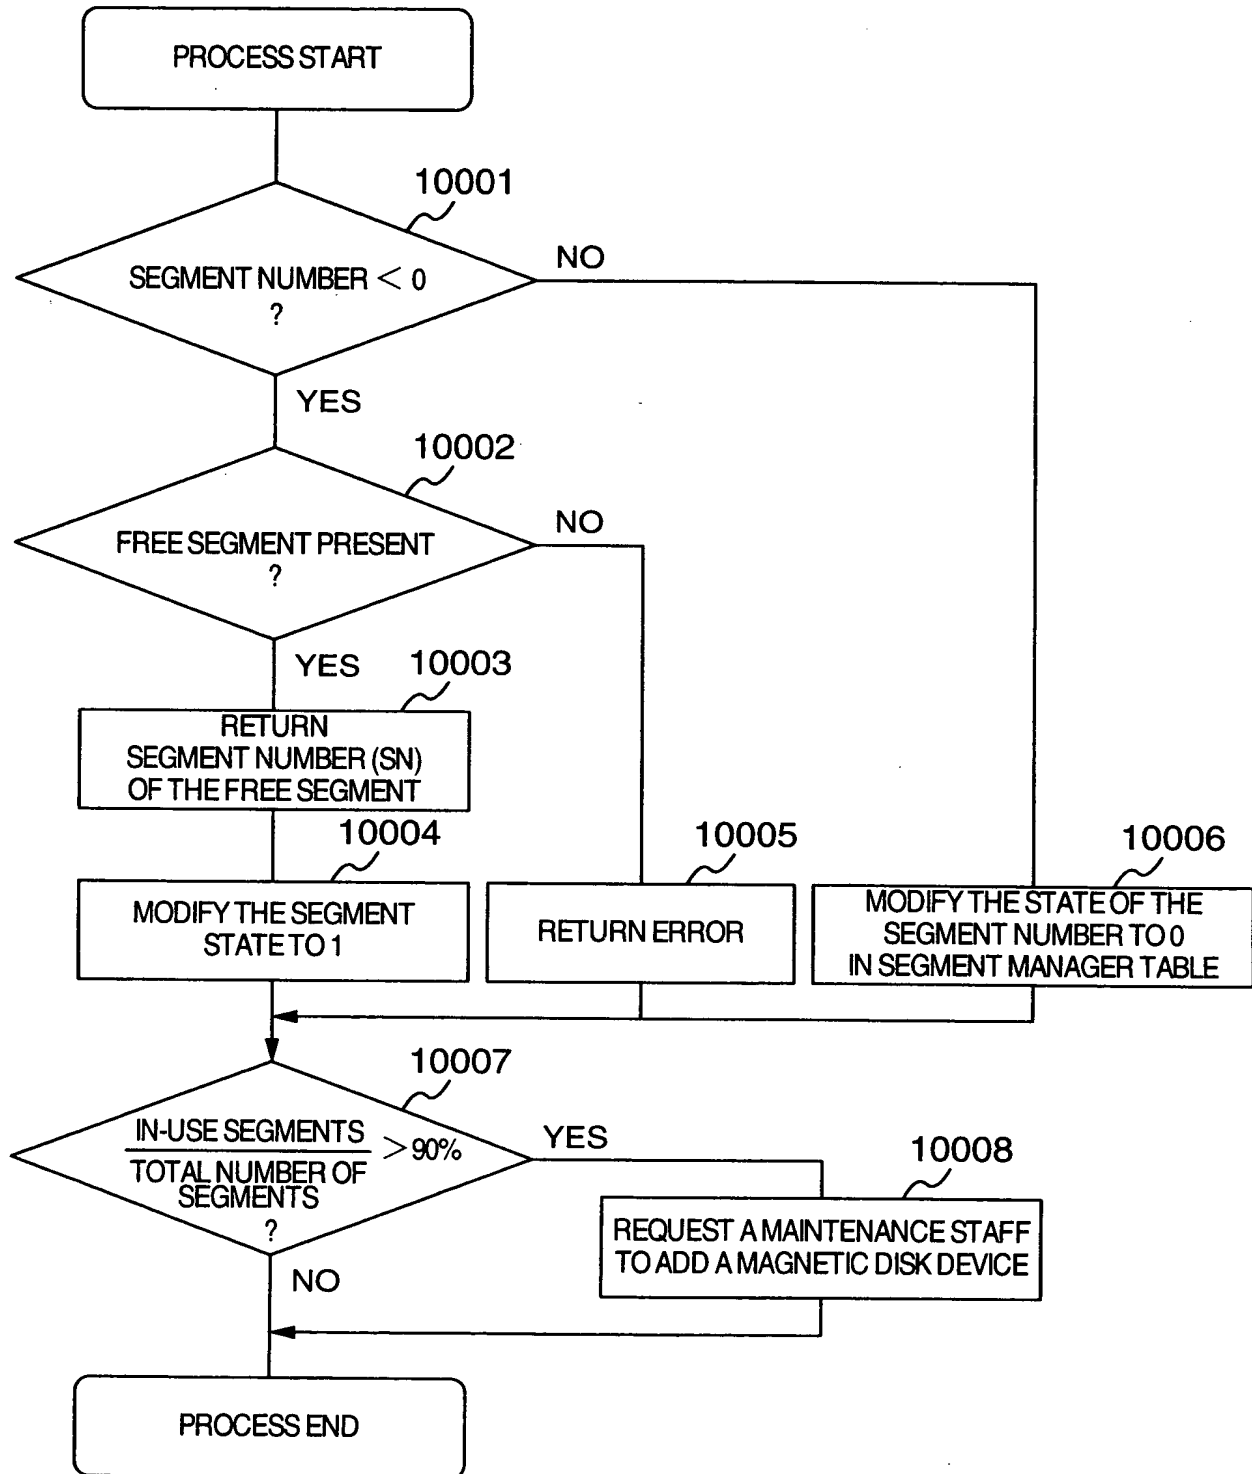 PROCESS START
10001
SEGMENT NUMBER < 0
?
NO
YES
10002
FREE SEGMENT PRESENT
?
NO
YES
10003
RETURN
SEGMENT NUMBER (SN)
OF THE FREE SEGMENT
10004
MODIFY THE SEGMENT
STATE TO 1
10005
RETURN ERROR
10006
MODIFY THE STATE OF THE
SEGMENT NUMBER TO 0
IN SEGMENT MANAGER TABLE
10007
IN-USE SEGMENTS
> 90%
TOTAL NUMBER OF
SEGMENTS
?
YES
NO
10008
REQUEST A MAINTENANCE STAFF
TO ADD A MAGNETIC DISK DEVICE
PROCESS END